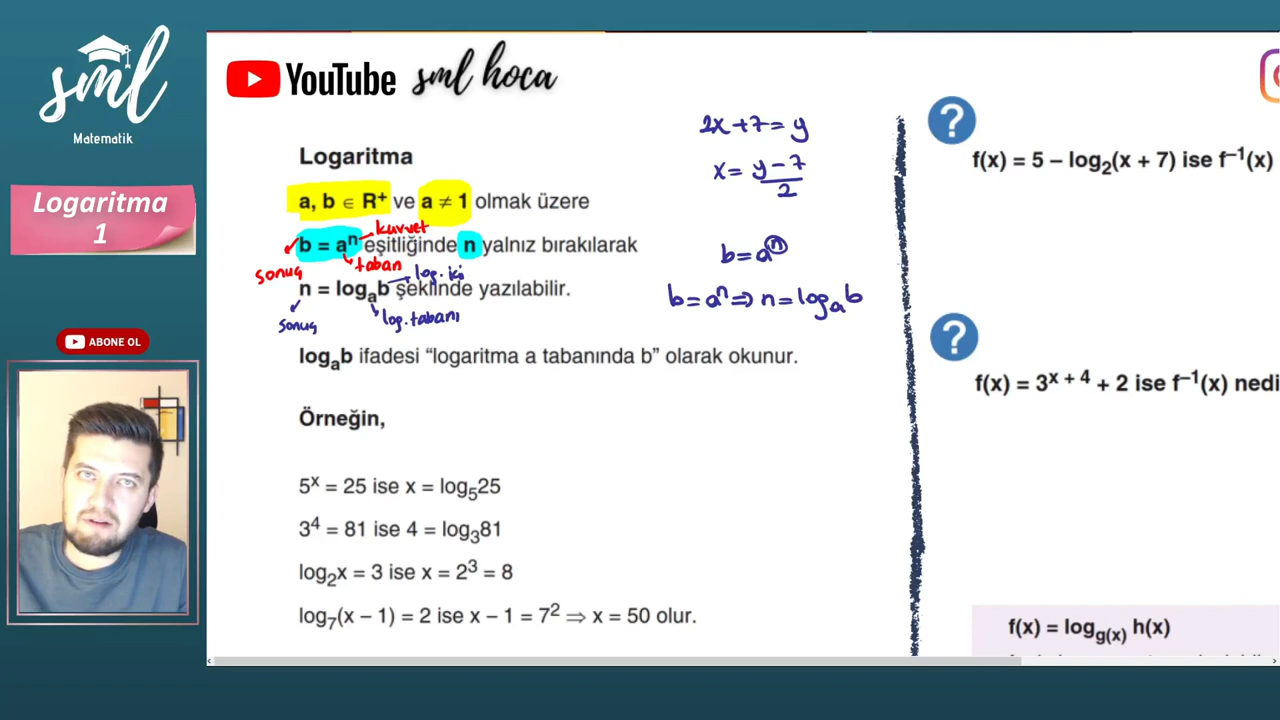 sml
Matematik
Logaritma
1
ABONE OL
YouTube sml hoca
Logaritma
a, b ∈ R⁺ ve a ≠ 1 olmak üzere
kuvvet
b = aⁿ eşitliğinde n yalnız bırakılarak
sonuç
taban
log. içi
n = logₐb şeklinde yazılabilir.
sonuç
log. tabanı
logₐb ifadesi “logaritma a tabanında b” olarak okunur.
Örneğin,
5ˣ = 25 ise x = log₅25
3⁴ = 81 ise 4 = log₃81
log₂x = 3 ise x = 2³ = 8
log₇(x – 1) = 2 ise x – 1 = 7² ⇒ x = 50 olur.
2x+7=y
x = y-7
2
b=aⁿ
b=aⁿ ⇒ n=logₐb
?
f(x) = 5 – log₂(x + 7) ise f⁻¹(x)
?
f(x) = 3ˣ ⁺ ⁴ + 2 ise f⁻¹(x) nedi
f(x) = log_g(x) h(x)